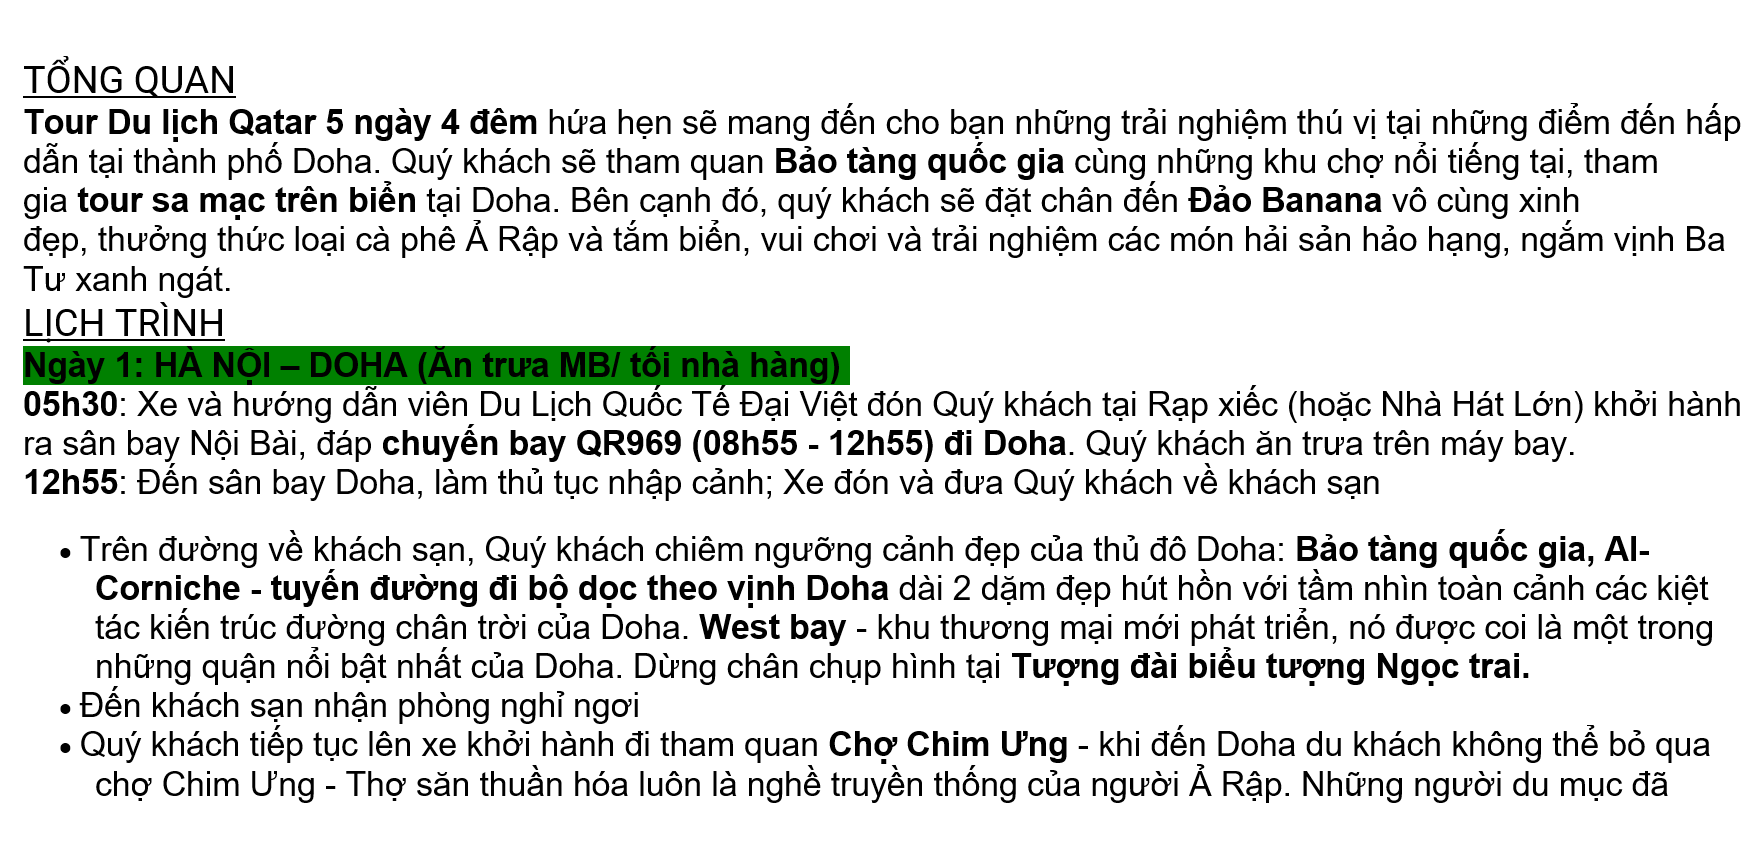 TỔNG QUAN
Tour Du lịch Qatar 5 ngày 4 đêm hứa hẹn sẽ mang đến cho bạn những trải nghiệm thú vị tại những điểm đến hấp
dẫn tại thành phố Doha. Quý khách sẽ tham quan Bảo tàng quốc gia cùng những khu chợ nổi tiếng tại, tham
gia tour sa mạc trên biển tại Doha. Bên cạnh đó, quý khách sẽ đặt chân đến Đảo Banana vô cùng xinh
đẹp, thưởng thức loại cà phê Ả Rập và tắm biển, vui chơi và trải nghiệm các món hải sản hảo hạng, ngắm vịnh Ba
Tư xanh ngát.
LỊCH TRÌNH
Ngày 1: HÀ NỘI – DOHA (Ăn trưa MB/ tối nhà hàng)
05h30: Xe và hướng dẫn viên Du Lịch Quốc Tế Đại Việt đón Quý khách tại Rạp xiếc (hoặc Nhà Hát Lớn) khởi hành
ra sân bay Nội Bài, đáp chuyến bay QR969 (08h55 - 12h55) đi Doha. Quý khách ăn trưa trên máy bay.
12h55: Đến sân bay Doha, làm thủ tục nhập cảnh; Xe đón và đưa Quý khách về khách sạn
• Trên đường về khách sạn, Quý khách chiêm ngưỡng cảnh đẹp của thủ đô Doha: Bảo tàng quốc gia, Al-
Corniche - tuyến đường đi bộ dọc theo vịnh Doha dài 2 dặm đẹp hút hồn với tầm nhìn toàn cảnh các kiệt
tác kiến trúc đường chân trời của Doha. West bay - khu thương mại mới phát triển, nó được coi là một trong
những quận nổi bật nhất của Doha. Dừng chân chụp hình tại Tượng đài biểu tượng Ngọc trai.
• Đến khách sạn nhận phòng nghỉ ngơi
• Quý khách tiếp tục lên xe khởi hành đi tham quan Chợ Chim Ưng - khi đến Doha du khách không thể bỏ qua
chợ Chim Ưng - Thợ săn thuần hóa luôn là nghề truyền thống của người Ả Rập. Những người du mục đã